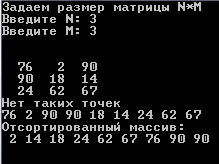 Задаем размер матрицы N*M
Введите N: 3
Введите M: 3
76 2 90
90 18 14
24 62 67
Нет таких точек
76 2 90 90 18 14 24 62 67
Отсортированный массив:
2 14 18 24 62 67 76 90 90